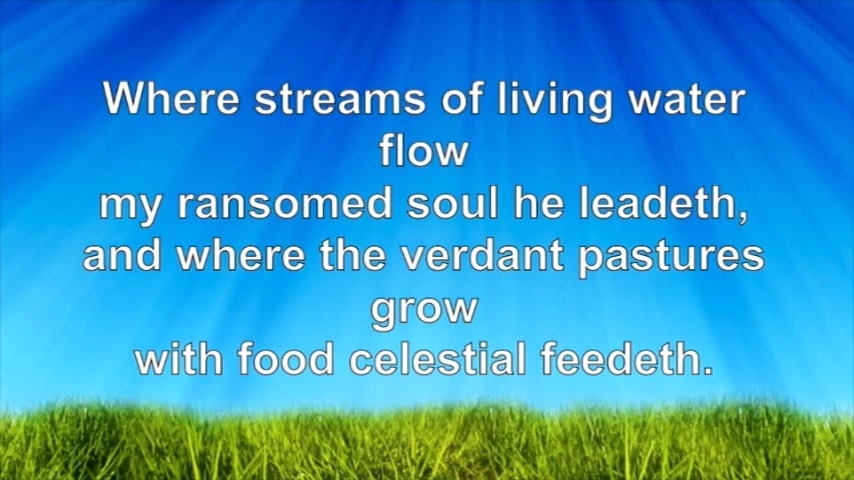 Where streams of living water
flow
my ransomed soul he leadeth,
and where the verdant pastures
grow
with food celestial feedeth.